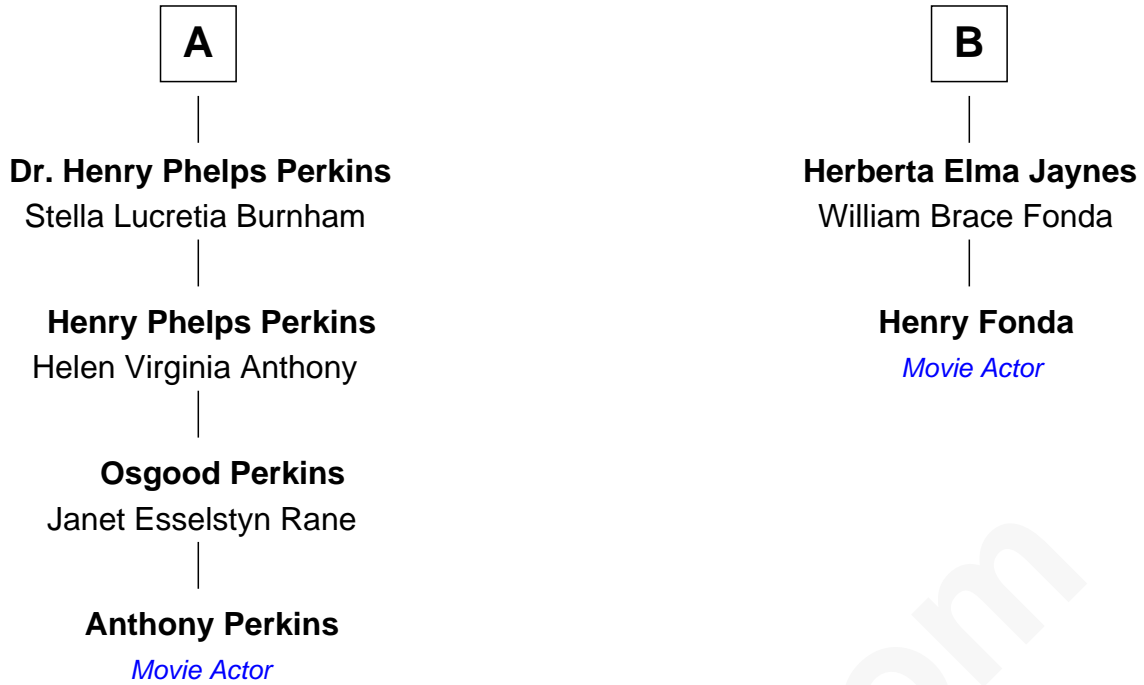 A
Dr. Henry Phelps Perkins
Stella Lucretia Burnham
Henry Phelps Perkins
Helen Virginia Anthony
Osgood Perkins
Janet Esselstyn Rane
Anthony Perkins
Movie Actor
B
Herberta Elma Jaynes
William Brace Fonda
Henry Fonda
Movie Actor
om